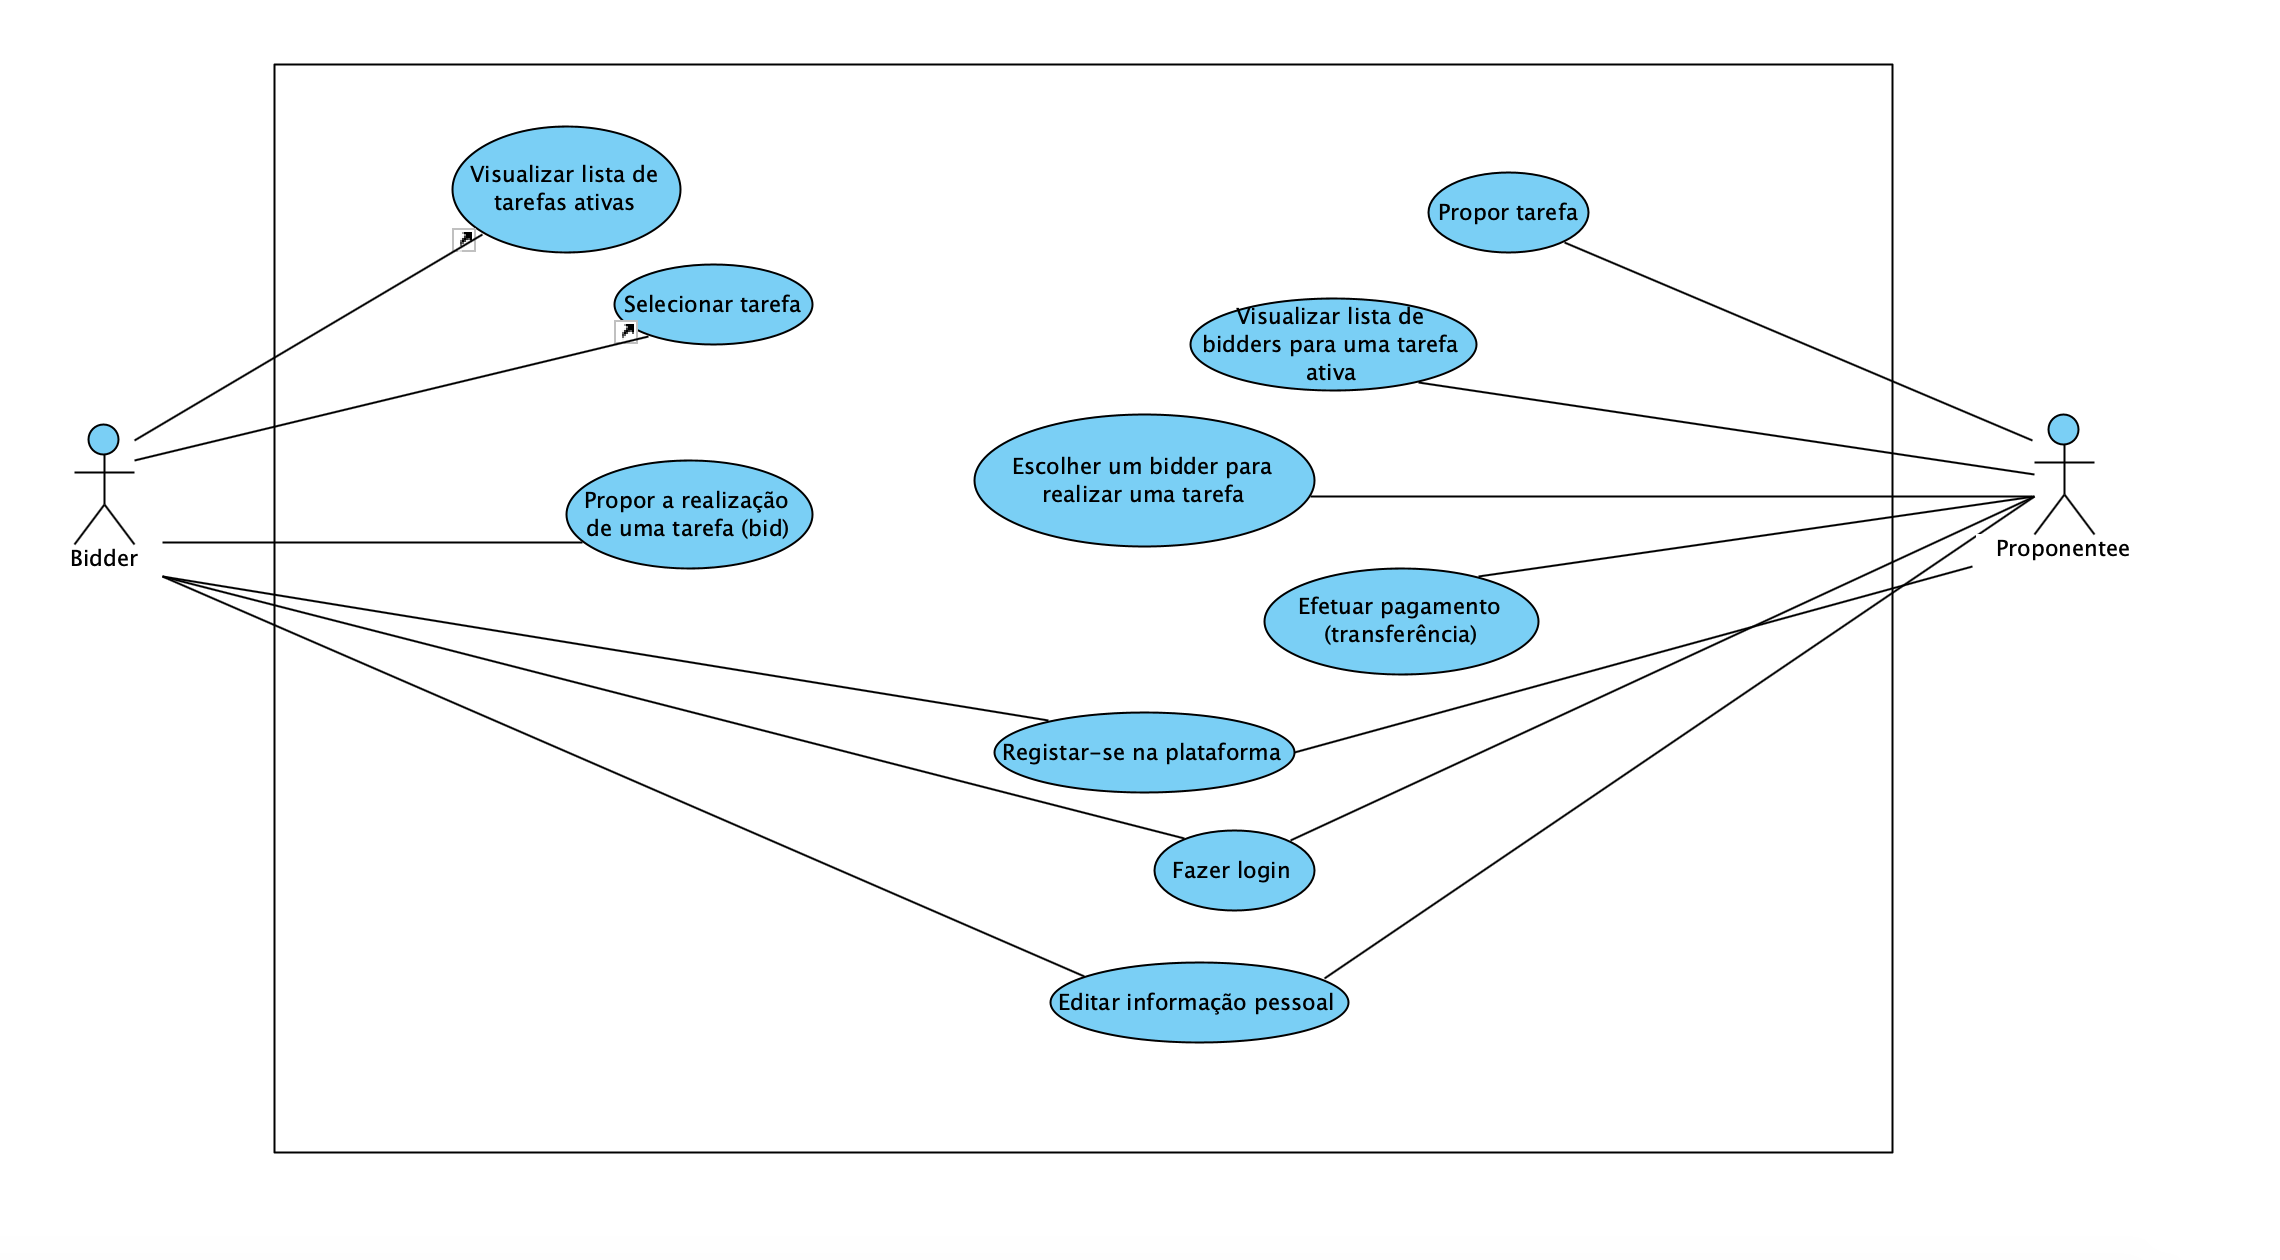 Visualizar lista de
tarefas ativas
Propor tarefa
Selecionar tarefa
Visualizar lista de
bidders para uma tarefa
ativa
Escolher um bidder para
realizar uma tarefa
Propor a realização
de uma tarefa (bid)
Bidder
Proponentee
Efetuar pagamento
(transferência)
Registar-se na plataforma
Fazer login
Editar informação pessoal